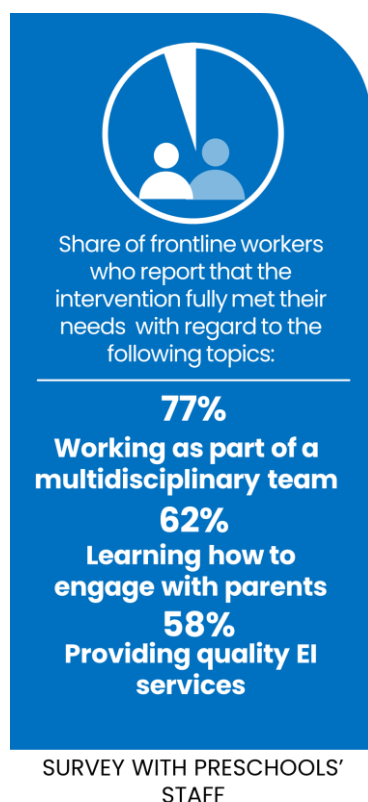 Share of frontline workers
who report that the
intervention fully met their
needs with regard to the
following topics:
77%
Working as part of a
multidisciplinary team
62%
Learning how to
engage with parents
58%
Providing quality EI
services
SURVEY WITH PRESCHOOLS’
STAFF